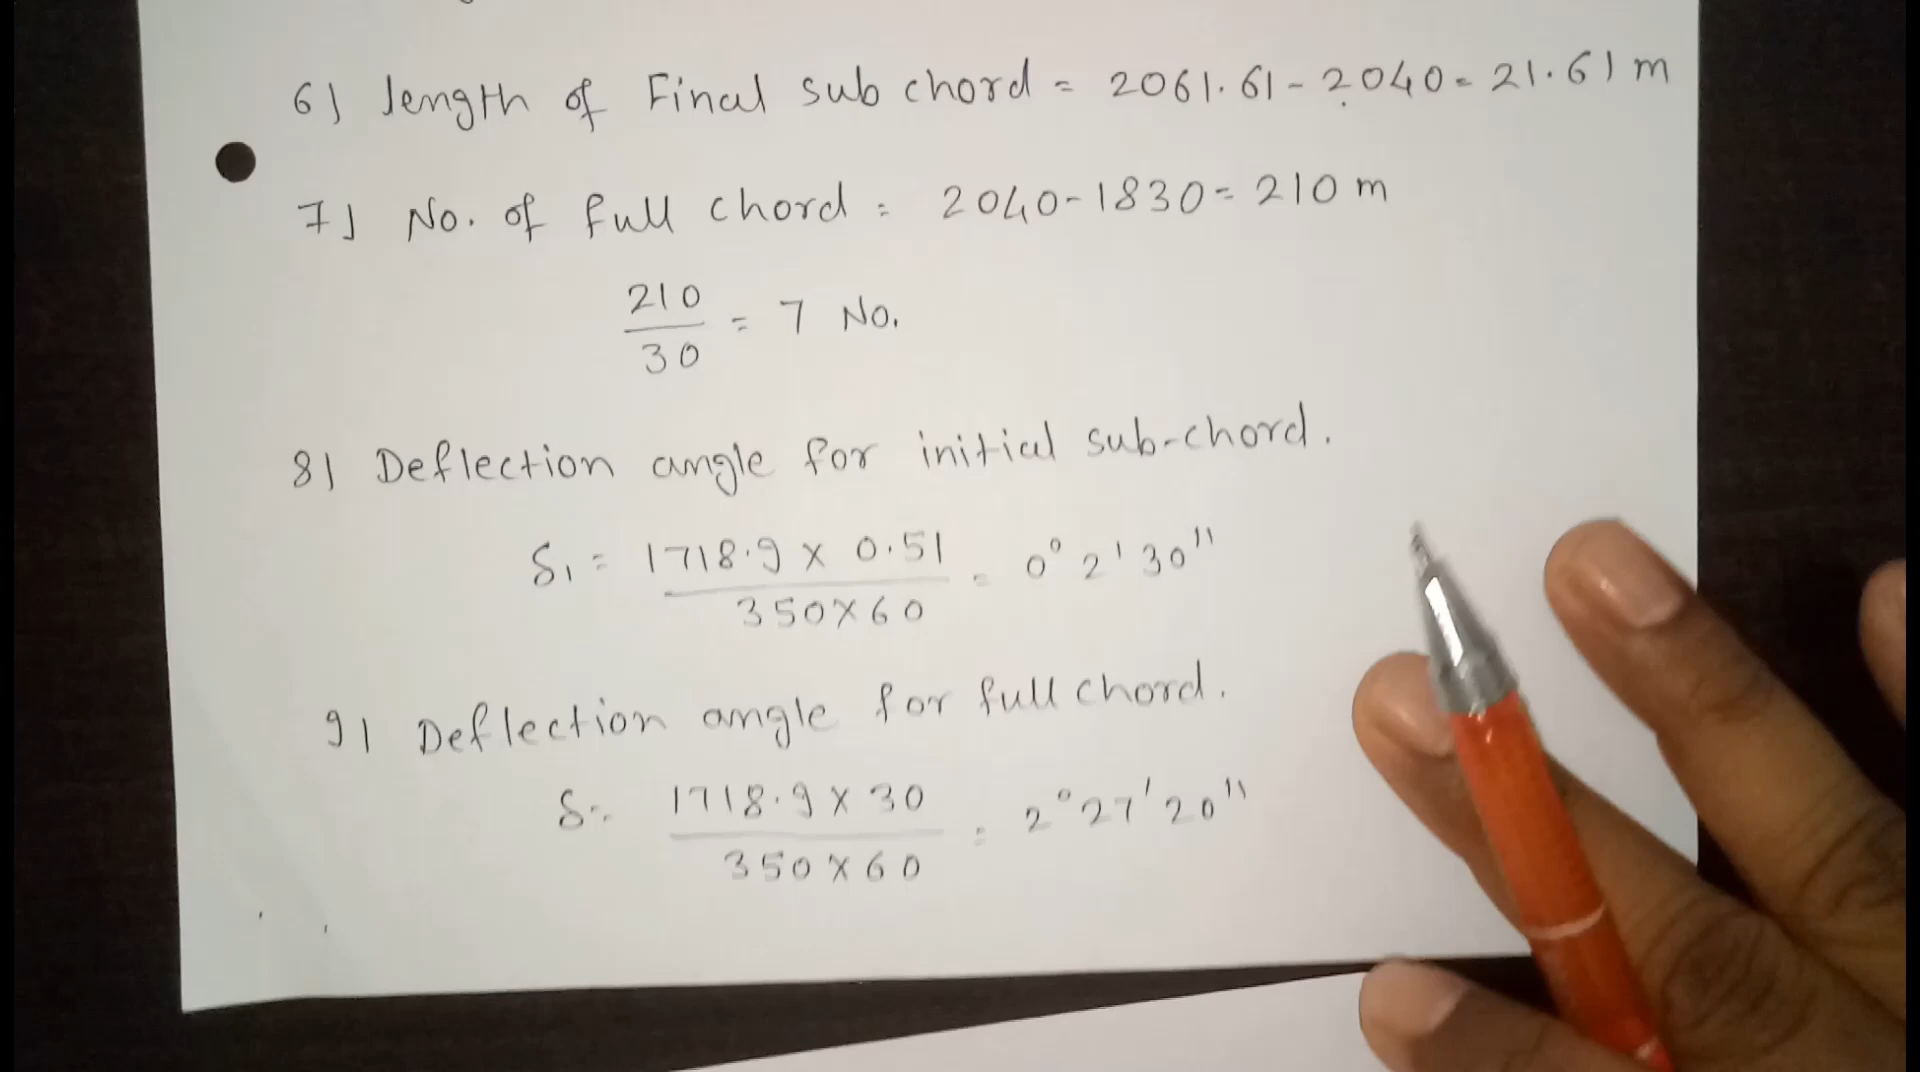 6) length of Final sub chord = 2061.61 - 2040 = 21.61 m
7) No. of full chord = 2040 - 1830 = 210 m
210
— = 7 No.
30
8) Deflection angle for initial sub-chord.
δ₁ = 1718.9 × 0.51 / 350×60 = 0° 2' 30"
9) Deflection angle for full chord.
δ = 1718.9 × 30 / 350 × 60 = 2° 27' 20"